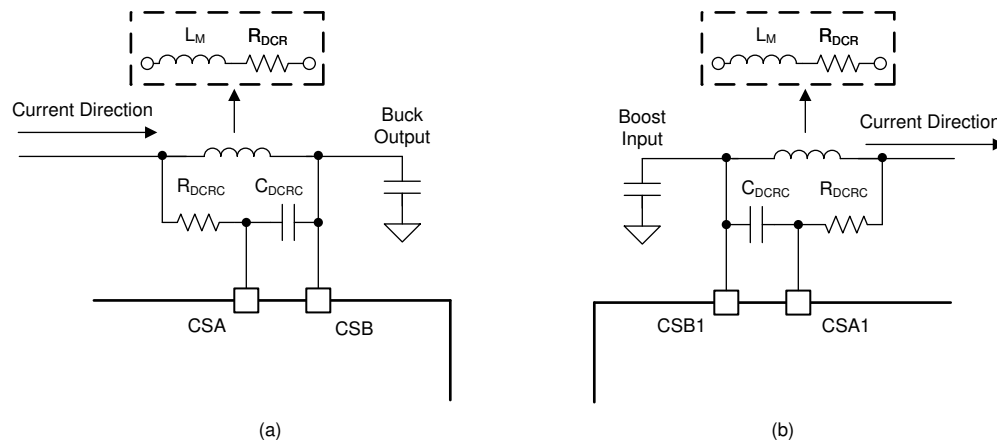 L_M R_DCR
Current Direction
Buck
Output
R_DCRC C_DCRC
CSA
CSB
(a)
L_M R_DCR
Boost
Input
Current Direction
C_DCRC R_DCRC
CSB1
CSA1
(b)